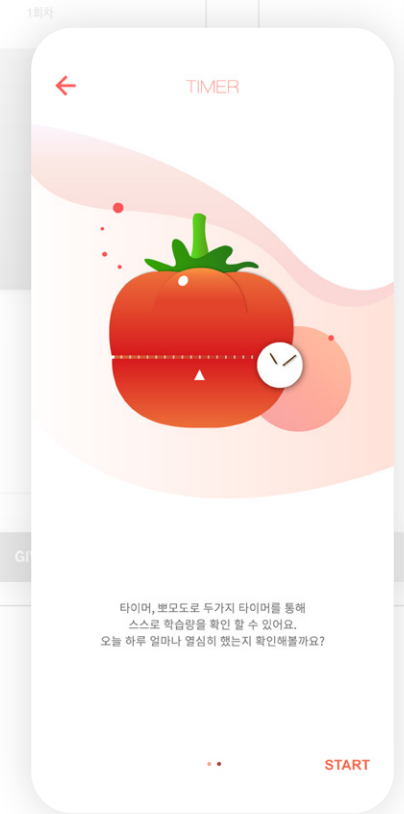 1회차
TIMER
타이머, 뽀모도로 두가지 타이머를 통해
스스로 학습량을 확인 할 수 있어요.
오늘 하루 얼마나 열심히 했는지 확인해볼까요?
START